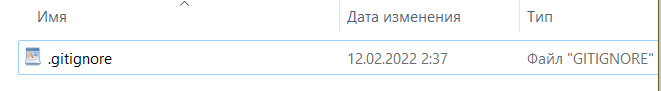 Имя Дата изменения Тип
.gitignore 12.02.2022 2:37 Файл "GITIGNORE"